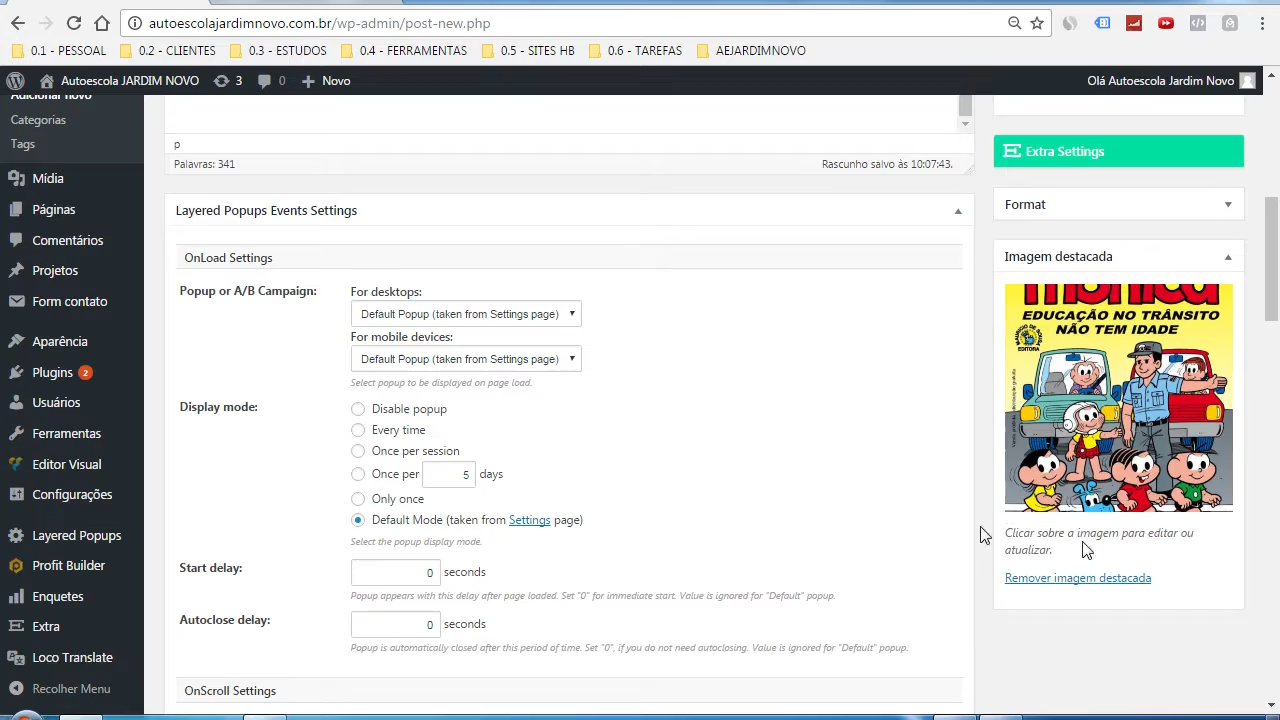 autoescolajardimnovo.com.br/wp-admin/post-new.php
0.1 - PESSOAL 0.2 - CLIENTES 0.3 - ESTUDOS 0.4 - FERRAMENTAS 0.5 - SITES HB 0.6 - TAREFAS AEJARDIMNOVO
Autoescola JARDIM NOVO 3 0 Novo Olá Autoescola Jardim Novo
Adicionar novo
Categorias
Tags
Mídia
Páginas
Comentários
Projetos
Form contato
Aparência
Plugins 2
Usuários
Ferramentas
Editor Visual
Configurações
Layered Popups
Profit Builder
Enquetes
Extra
Loco Translate
Recolher Menu
p
Palavras: 341 Rascunho salvo às 10:07:43.
Layered Popups Events Settings
OnLoad Settings
Popup or A/B Campaign: For desktops:
Default Popup (taken from Settings page)
For mobile devices:
Default Popup (taken from Settings page)
Select popup to be displayed on page load.
Display mode: Disable popup
Every time
Once per session
Once per 5 days
Only once
Default Mode (taken from Settings page)
Select the popup display mode.
Start delay: 0 seconds
Popup appears with this delay after page loaded. Set "0" for immediate start. Value is ignored for "Default" popup.
Autoclose delay: 0 seconds
Popup is automatically closed after this period of time. Set "0", if you do not need autoclosing. Value is ignored for "Default" popup.
OnScroll Settings
Extra Settings
Format
Imagem destacada
mônica
EDUCAÇÃO NO TRÂNSITO
NÃO TEM IDADE
MAURICIO DE SOUSA
EDITORA
Clicar sobre a imagem para editar ou
atualizar.
Remover imagem destacada